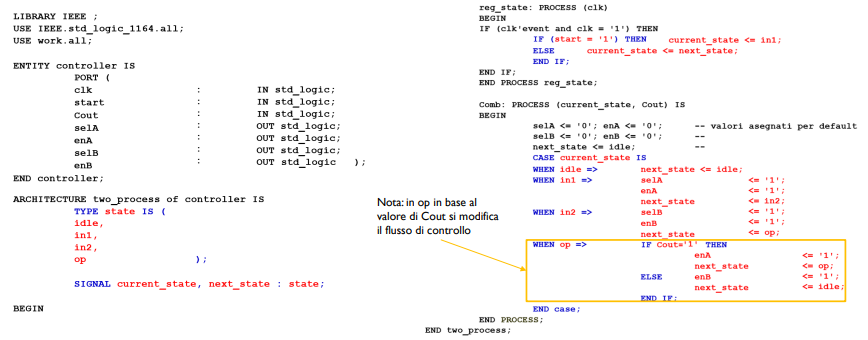 LIBRARY IEEE ;
USE IEEE.std_logic_1164.all;
USE work.all;
ENTITY controller IS
PORT (
clk : IN std_logic;
start : IN std_logic;
Cout : IN std_logic;
selA : OUT std_logic;
enA : OUT std_logic;
selB : OUT std_logic;
enB : OUT std_logic );
END controller;
ARCHITECTURE two_process of controller IS
TYPE state IS (
idle,
in1,
in2,
op );
SIGNAL current_state, next_state : state;
BEGIN
reg_state: PROCESS (clk)
BEGIN
IF (clk'event and clk = '1') THEN
IF (start = '1') THEN current_state <= in1;
ELSE current_state <= next_state;
END IF;
END IF;
END PROCESS reg_state;
Comb: PROCESS (current_state, Cout) IS
BEGIN
selA <= '0'; enA <= '0'; -- valori asegnati per default
selB <= '0'; enB <= '0'; --
next_state <= idle; --
CASE current_state IS
WHEN idle => next_state <= idle;
WHEN in1 => selA <= '1';
enA <= '1';
next_state <= in2;
WHEN in2 => selB <= '1';
enB <= '1';
next_state <= op;
WHEN op => IF Cout='1' THEN
enA <= '1';
next_state <= op;
ELSE enB <= '1';
next_state <= idle;
END IF;
END case;
END PROCESS;
END two_process;
Nota: in op in base al
valore di Cout si modifica
il flusso di controllo